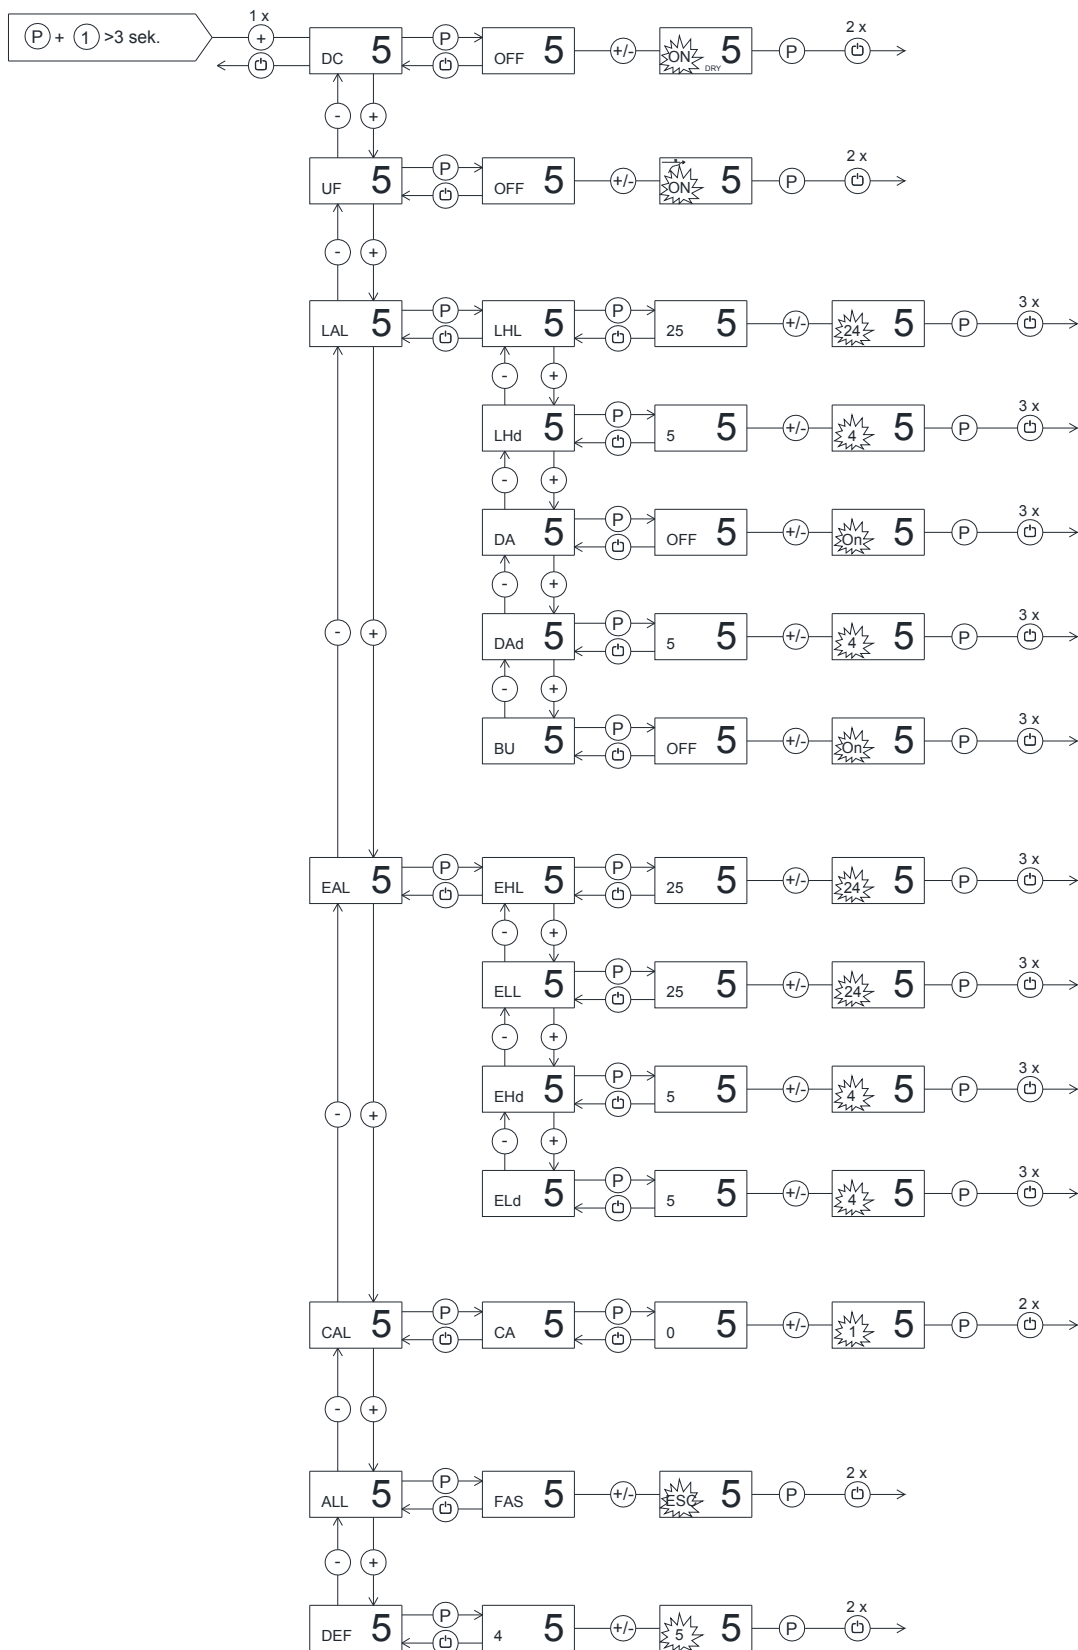 1 x
P + 1 >3 sek.
+
DC 5 P OFF 5 +/- ON DRY 5 P 2 x
- +
UF 5 P OFF 5 +/- ON 5 P 2 x
- +
LAL 5 P LHL 5 P 25 5 +/- 24 5 P 3 x
- +
LHd 5 P 5 5 +/- 4 5 P 3 x
- +
DA 5 P OFF 5 +/- On 5 P 3 x
- +
- +
DAd 5 P 5 5 +/- 4 5 P 3 x
- +
BU 5 P OFF 5 +/- On 5 P 3 x
EAL 5 P EHL 5 P 25 5 +/- 24 5 P 3 x
- +
ELL 5 P 25 5 +/- 24 5 P 3 x
- +
EHd 5 P 5 5 +/- 4 5 P 3 x
- +
- +
ELd 5 P 5 5 +/- 4 5 P 3 x
CAL 5 P CA 5 P 0 5 +/- 1 5 P 2 x
- +
ALL 5 P FAS 5 +/- ESC 5 P 2 x
- +
DEF 5 P 4 5 +/- 5 5 P 2 x